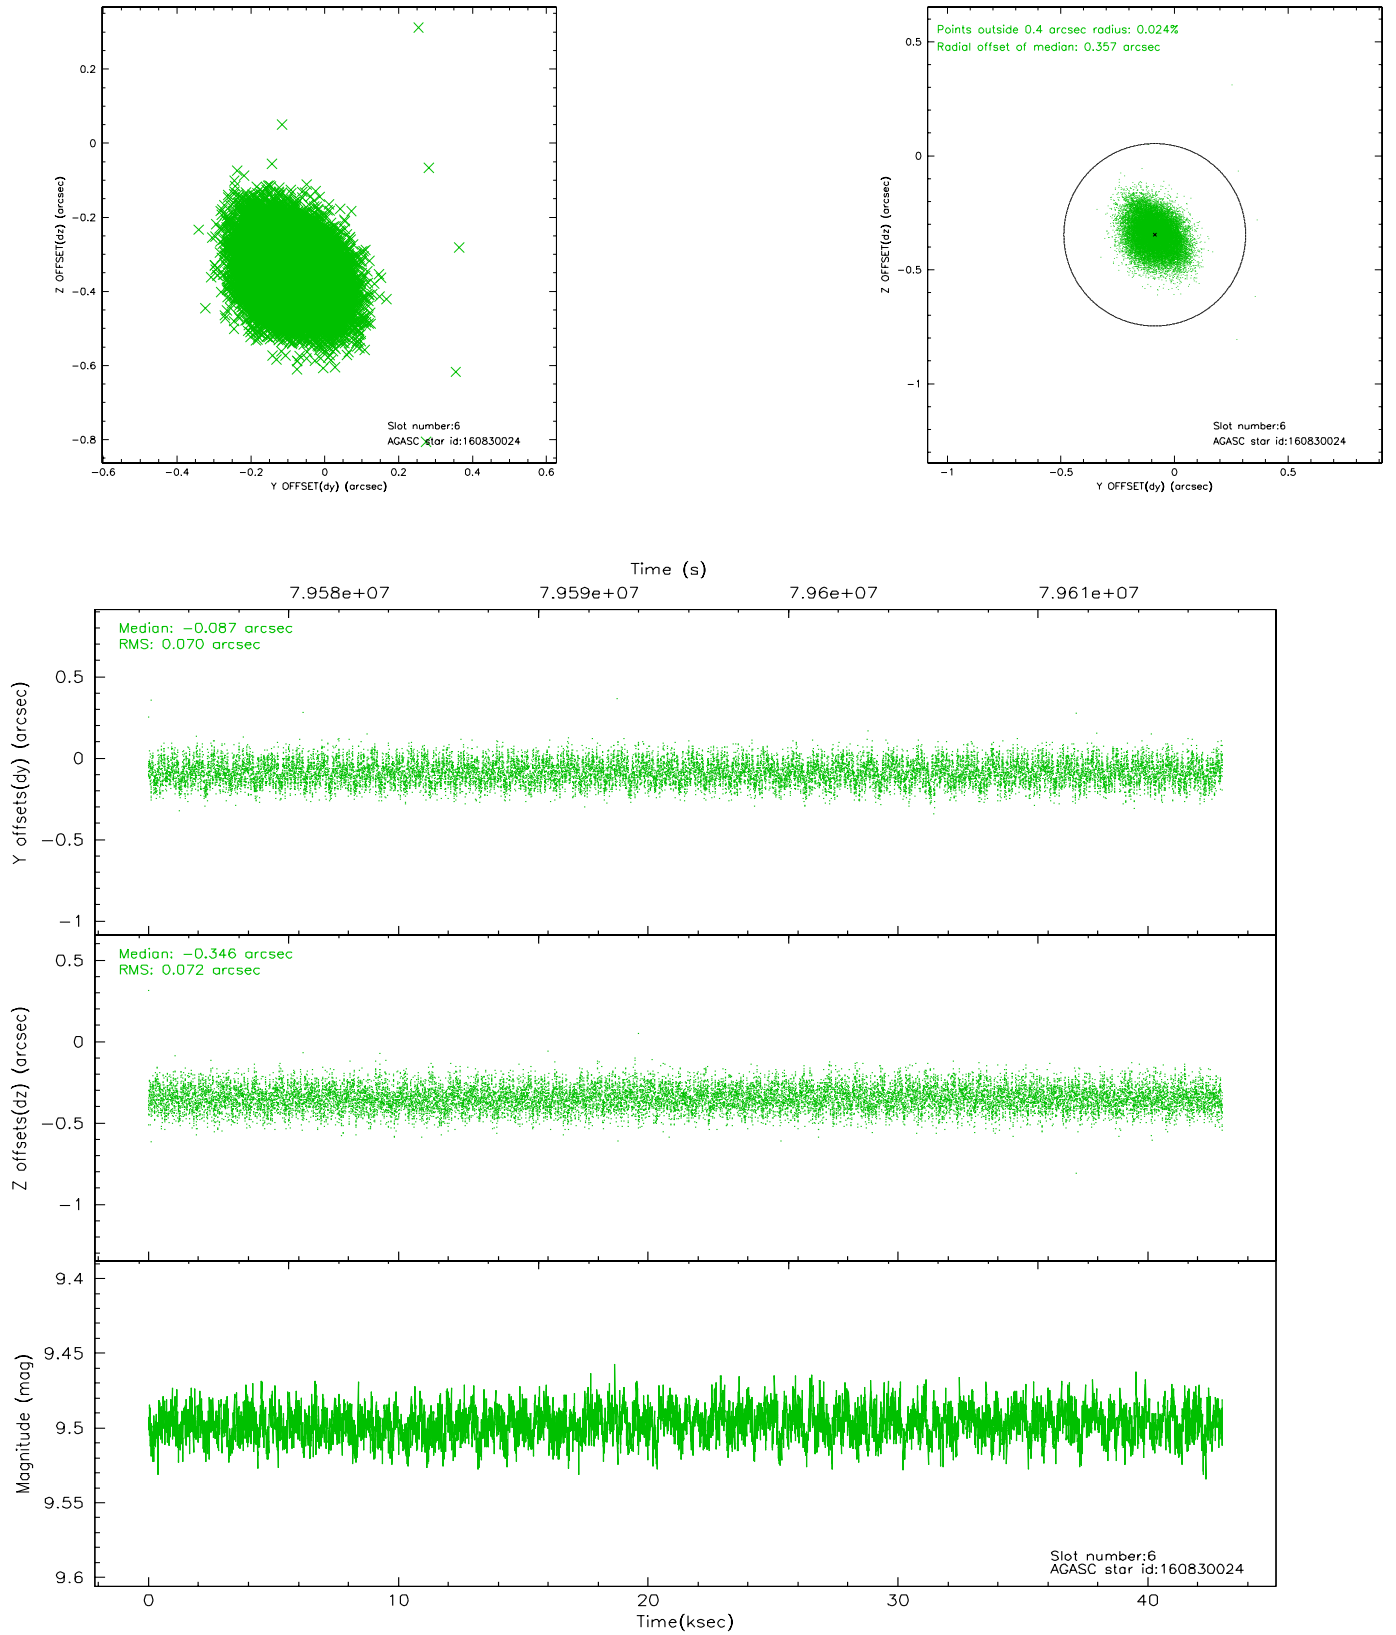 0.2
0
−0.2
−0.4
−0.6
−0.8
Z OFFSET(dz) (arcsec)
Slot number:6
AGASC star id:160830024
−0.6 −0.4 −0.2 0 0.2 0.4 0.6
Y OFFSET(dy) (arcsec)
Points outside 0.4 arcsec radius: 0.024%
Radial offset of median: 0.357 arcsec
0.5
0
−0.5
−1
Z OFFSET(dz) (arcsec)
Slot number:6
AGASC star id:160830024
−1 −0.5 0 0.5
Y OFFSET(dy) (arcsec)
Time (s)
7.958e+07 7.959e+07 7.96e+07 7.961e+07
Median: −0.087 arcsec
RMS: 0.070 arcsec
0.5
0
−0.5
−1
Y offsets(dy) (arcsec)
Median: −0.346 arcsec
RMS: 0.072 arcsec
0.5
0
−0.5
−1
Z offsets(dz) (arcsec)
9.4
9.45
9.5
9.55
9.6
Magnitude (mag)
Slot number:6
AGASC star id:160830024
0 10 20 30 40
Time(ksec)